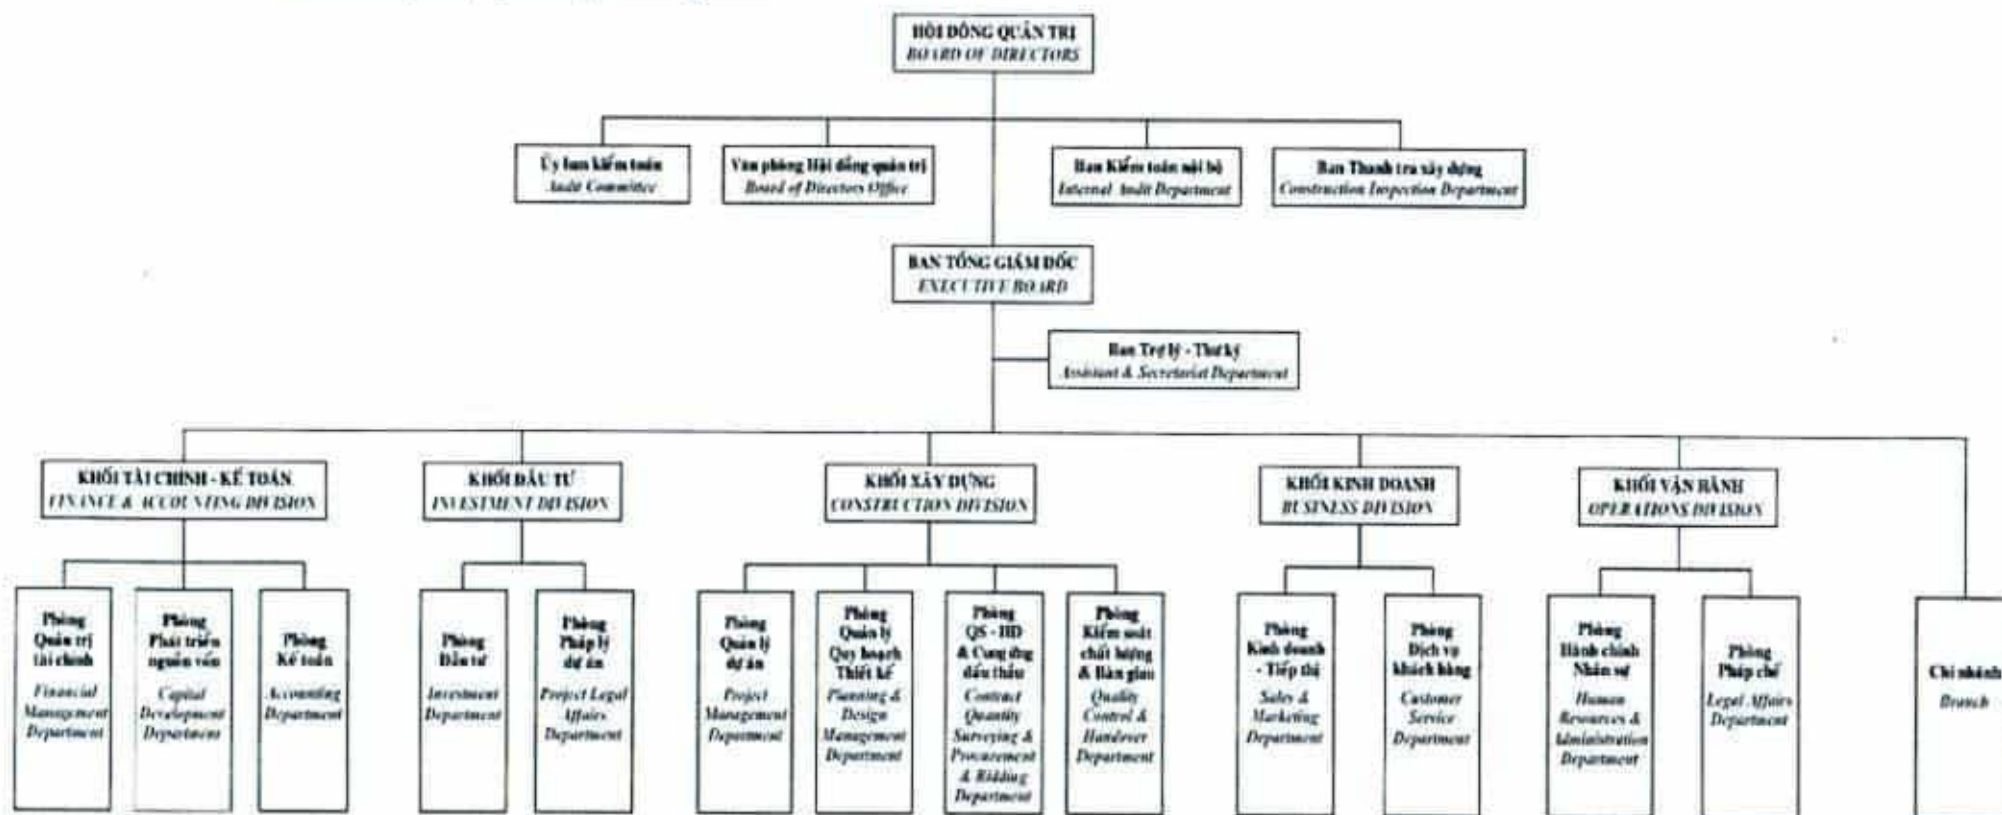 HỘI ĐỒNG QUẢN TRỊ
BOARD OF DIRECTORS
Ủy ban kiểm toán
Audit Committee
Văn phòng Hội đồng quản trị
Board of Directors Office
Ban Kiểm toán nội bộ
Internal Audit Department
Ban Thanh tra xây dựng
Construction Inspection Department
BAN TỔNG GIÁM ĐỐC
EXECUTIVE BOARD
Ban Trợ lý - Thư ký
Assistant & Secretariat Department
KHỐI TÀI CHÍNH - KẾ TOÁN
FINANCE & ACCOUNTING DIVISION
KHỐI ĐẦU TƯ
INVESTMENT DIVISION
KHỐI XÂY DỰNG
CONSTRUCTION DIVISION
KHỐI KINH DOANH
BUSINESS DIVISION
KHỐI VẬN HÀNH
OPERATIONS DIVISION
Phòng
Quản trị
tài chính
Financial
Management
Department
Phòng
Phát triển
nguồn vốn
Capital
Development
Department
Phòng
Kế toán
Accounting
Department
Phòng
Đầu tư
Investment
Department
Phòng
Pháp lý
dự án
Project Legal
Affairs
Department
Phòng
Quản lý
dự án
Project
Management
Department
Phòng
Quản lý
Quy hoạch
Thiết kế
Planning &
Design
Management
Department
Phòng
QS - HD
& Cung ứng
đấu thầu
Contract
Quantity
Surveying &
Procurement
& Bidding
Department
Phòng
Kiểm soát
chất lượng
& Bàn giao
Quality
Control &
Handover
Department
Phòng
Kinh doanh
- Tiếp thị
Sales &
Marketing
Department
Phòng
Dịch vụ
khách hàng
Customer
Service
Department
Phòng
Hành chính
Nhân sự
Human
Resources &
Administration
Department
Phòng
Pháp chế
Legal Affairs
Department
Chi nhánh
Branch